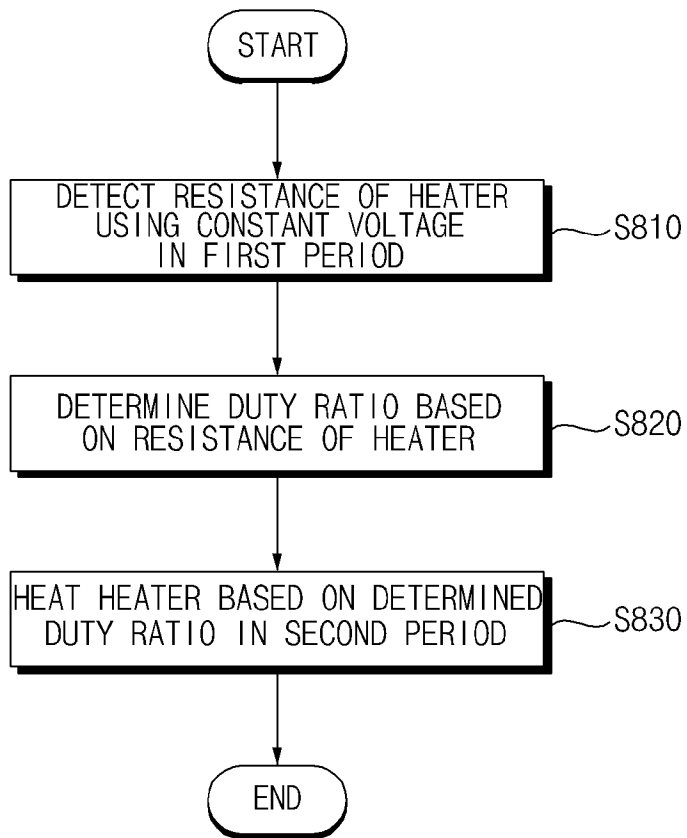 START
DETECT RESISTANCE OF HEATER
USING CONSTANT VOLTAGE
IN FIRST PERIOD
S810
DETERMINE DUTY RATIO BASED
ON RESISTANCE OF HEATER
S820
HEAT HEATER BASED ON DETERMINED
DUTY RATIO IN SECOND PERIOD
S830
END